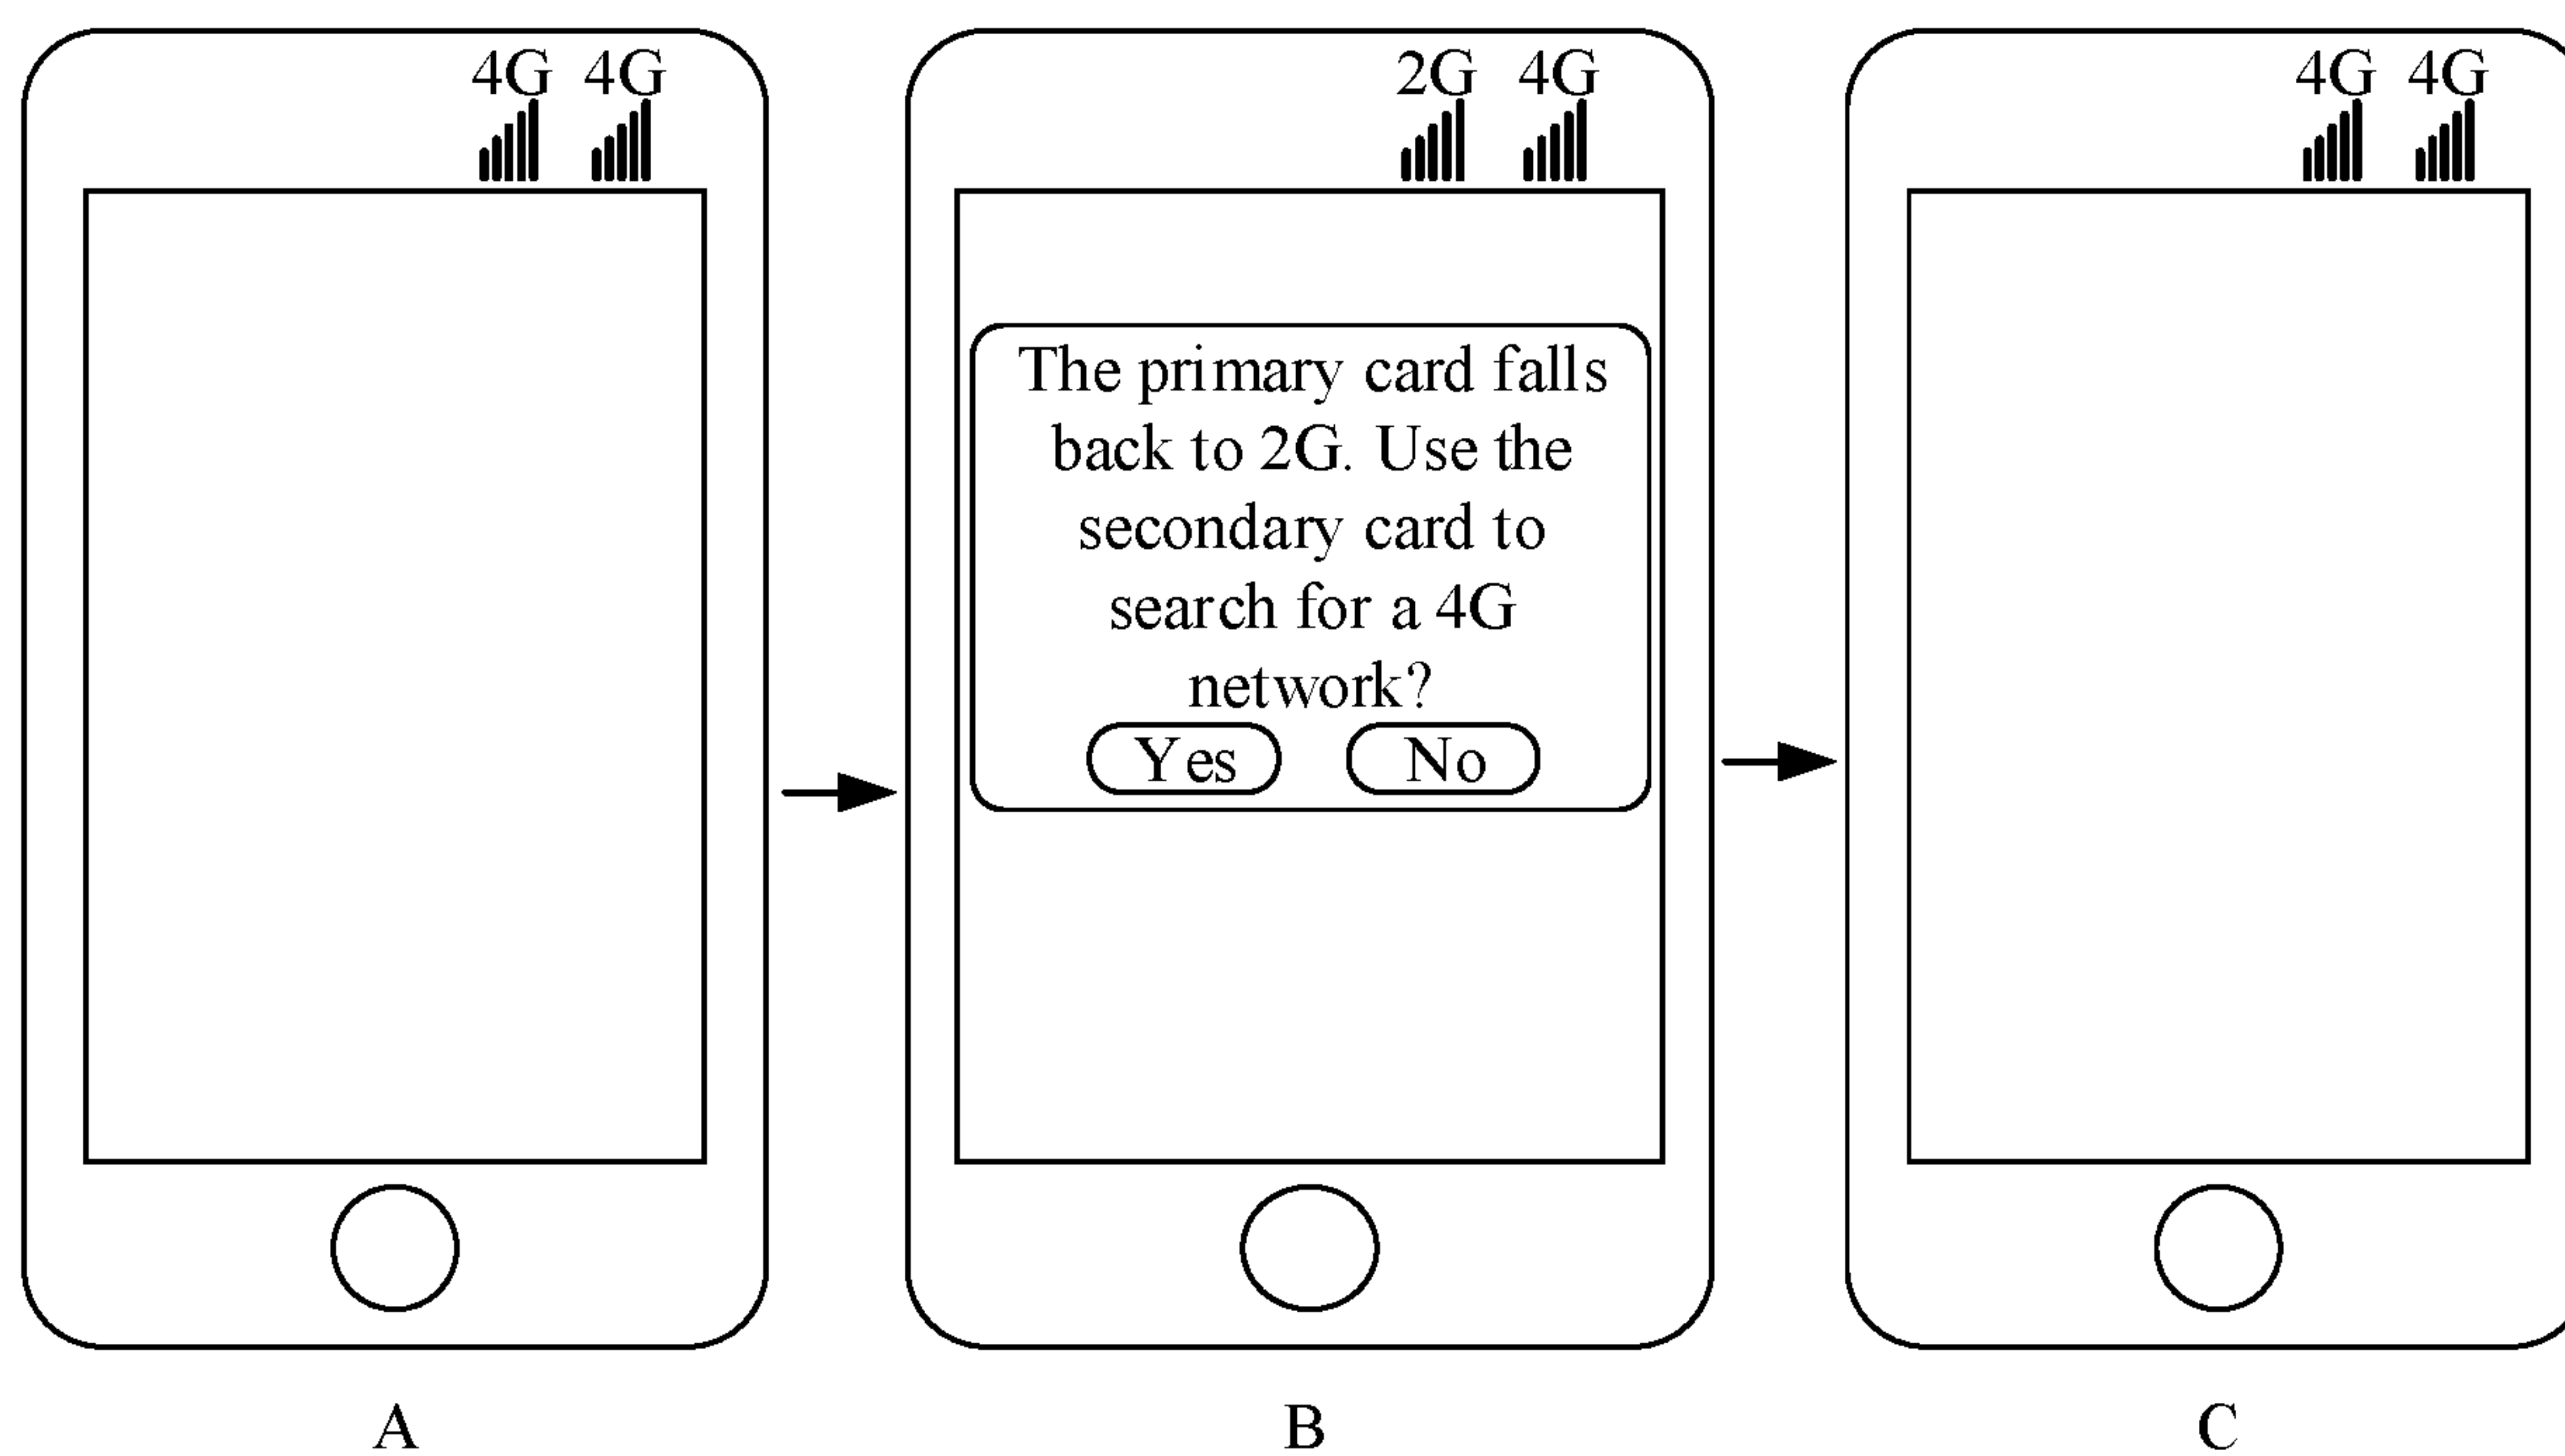 4G 4G
2G 4G
4G 4G
The primary card falls
back to 2G. Use the
secondary card to
search for a 4G
network?
Yes No
A
B
C